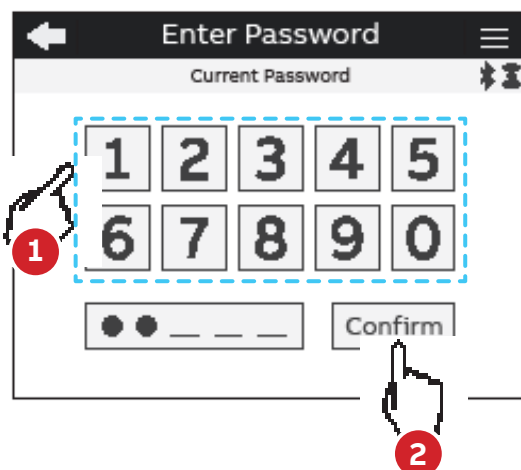 Enter Password
Current Password
1 2 3 4 5
1
6 7 8 9 0
Confirm
2